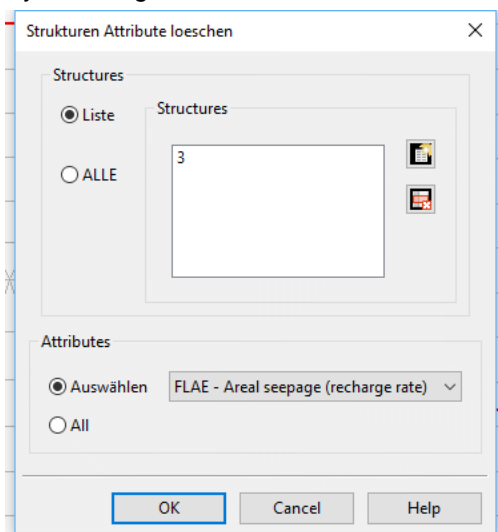 Strukturen Attribute loeschen
Structures
Liste
Structures
3
ALLE
Attributes
Auswählen
FLAE - Areal seepage (recharge rate)
All
OK
Cancel
Help